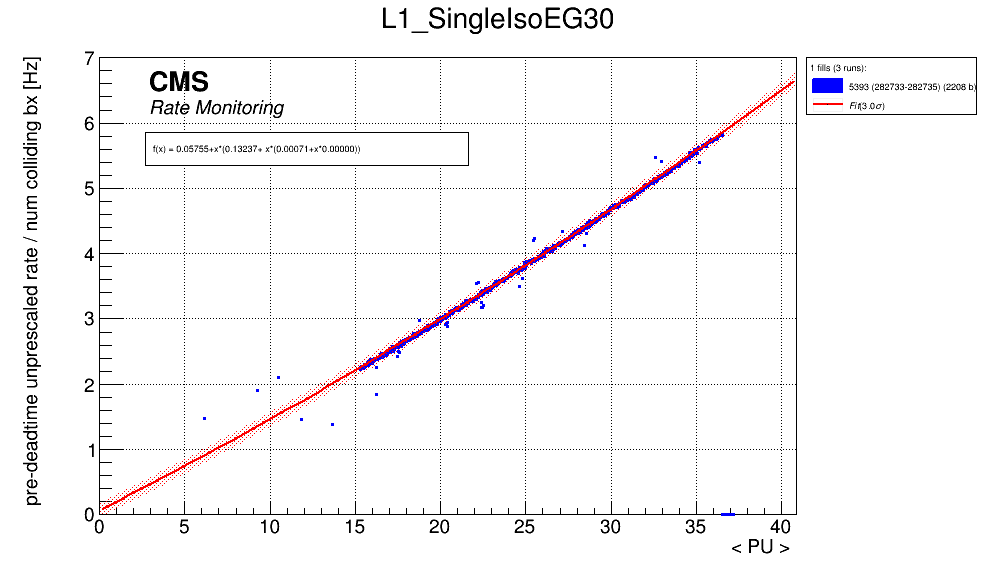 L1_SingleIsoEG30
pre-deadtime unprescaled rate / num colliding bx [Hz]
CMS
Rate Monitoring
f(x) = 0.05755+x*(0.13237+ x*(0.00071+x*0.00000))
7
6
5
4
3
2
1
0
0 5 10 15 20 25 30 35 40
< PU >
1 fills (3 runs):
5393 (282733-282735) (2208 b)
Fit(3.0σ)